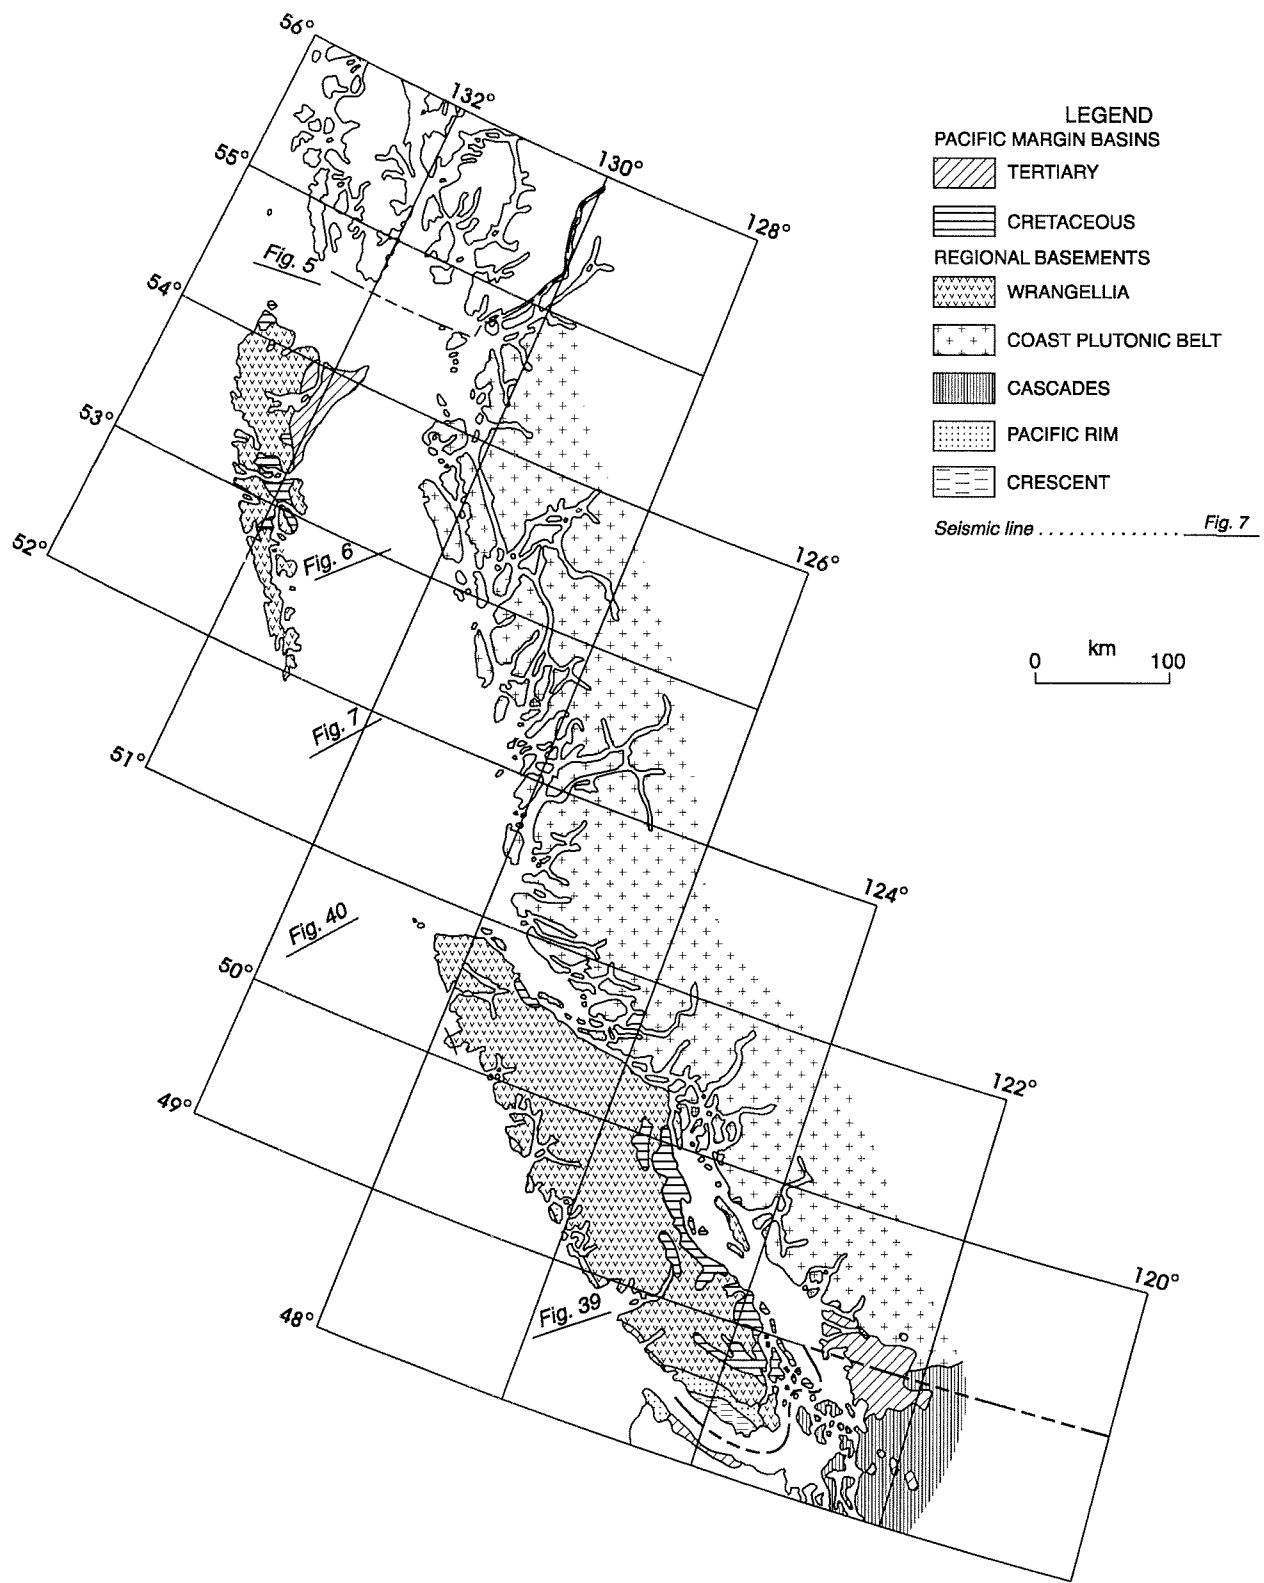 56°
132°
130°
128°
55°
Fig. 5
54°
53°
52°
Fig. 6
126°
Fig. 7
51°
124°
Fig. 40
50°
122°
49°
120°
Fig. 39
48°
LEGEND
PACIFIC MARGIN BASINS
TERTIARY
CRETACEOUS
REGIONAL BASEMENTS
WRANGELLIA
COAST PLUTONIC BELT
CASCADES
PACIFIC RIM
CRESCENT
Seismic line .............. Fig. 7
km
0 100